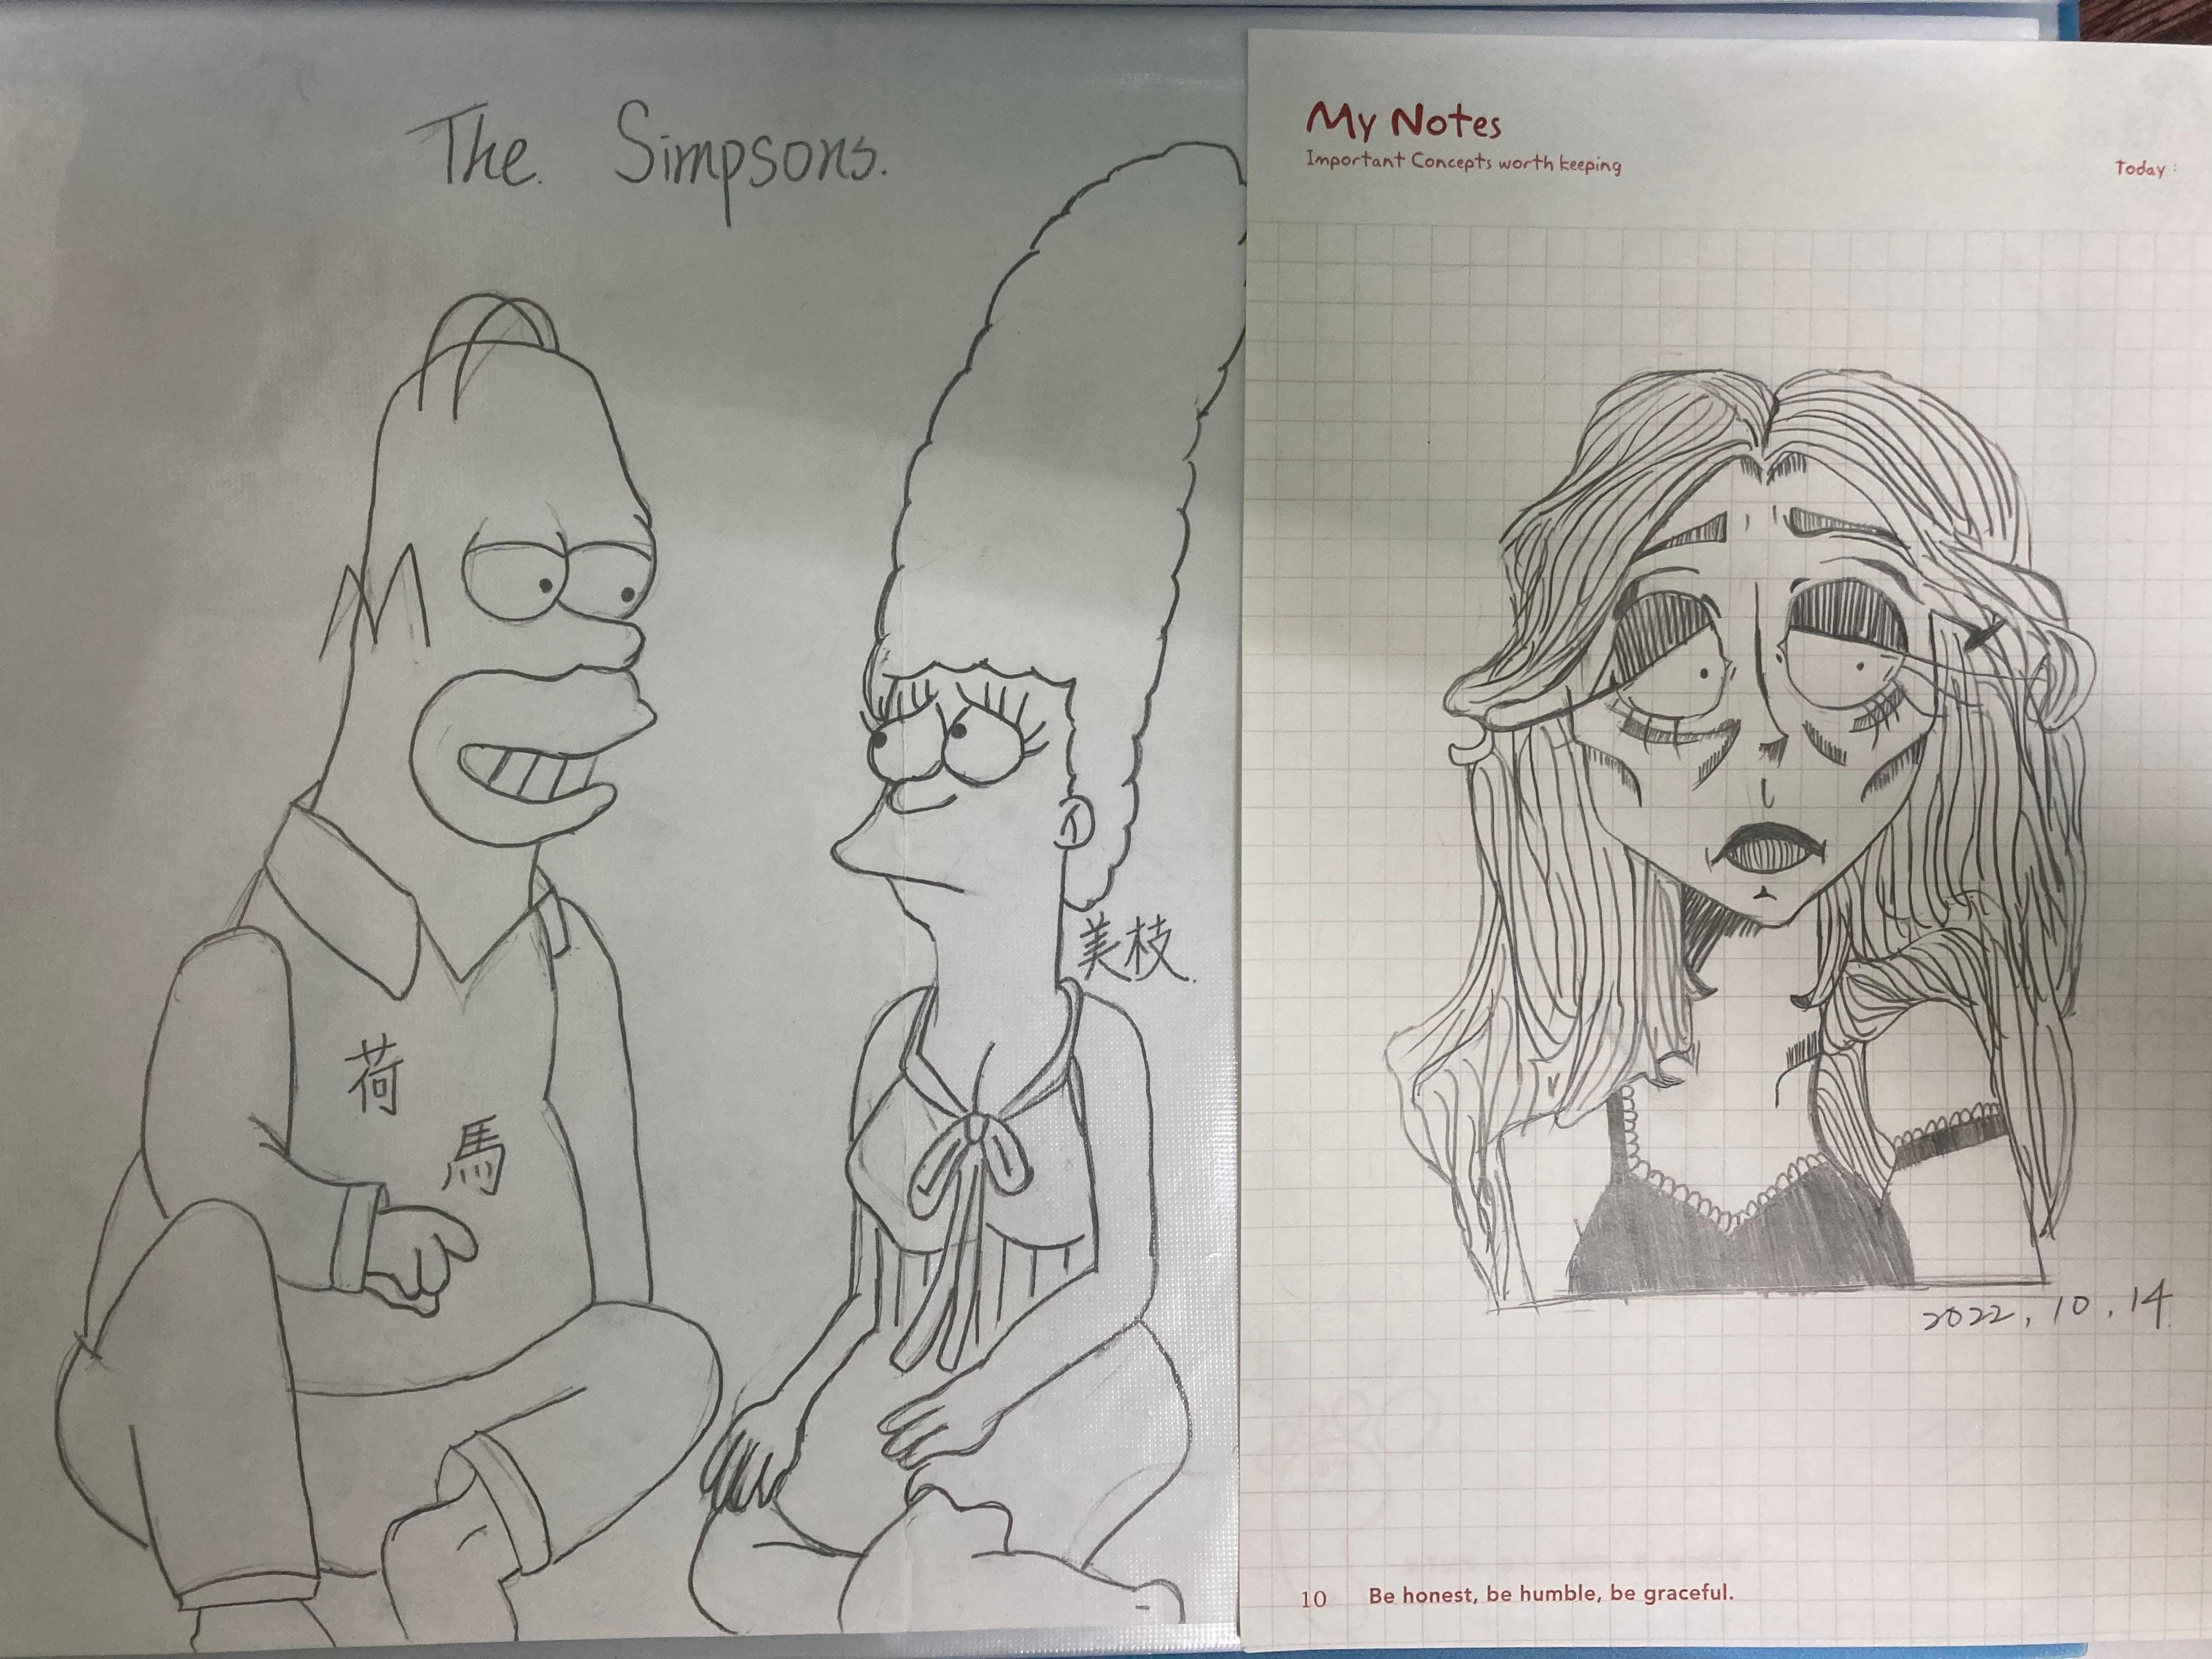 The. Simpsons.
荷
馬
美枝.
My Notes
Important Concepts worth keeping
Today :
2022.10.14.
10 Be honest, be humble, be graceful.